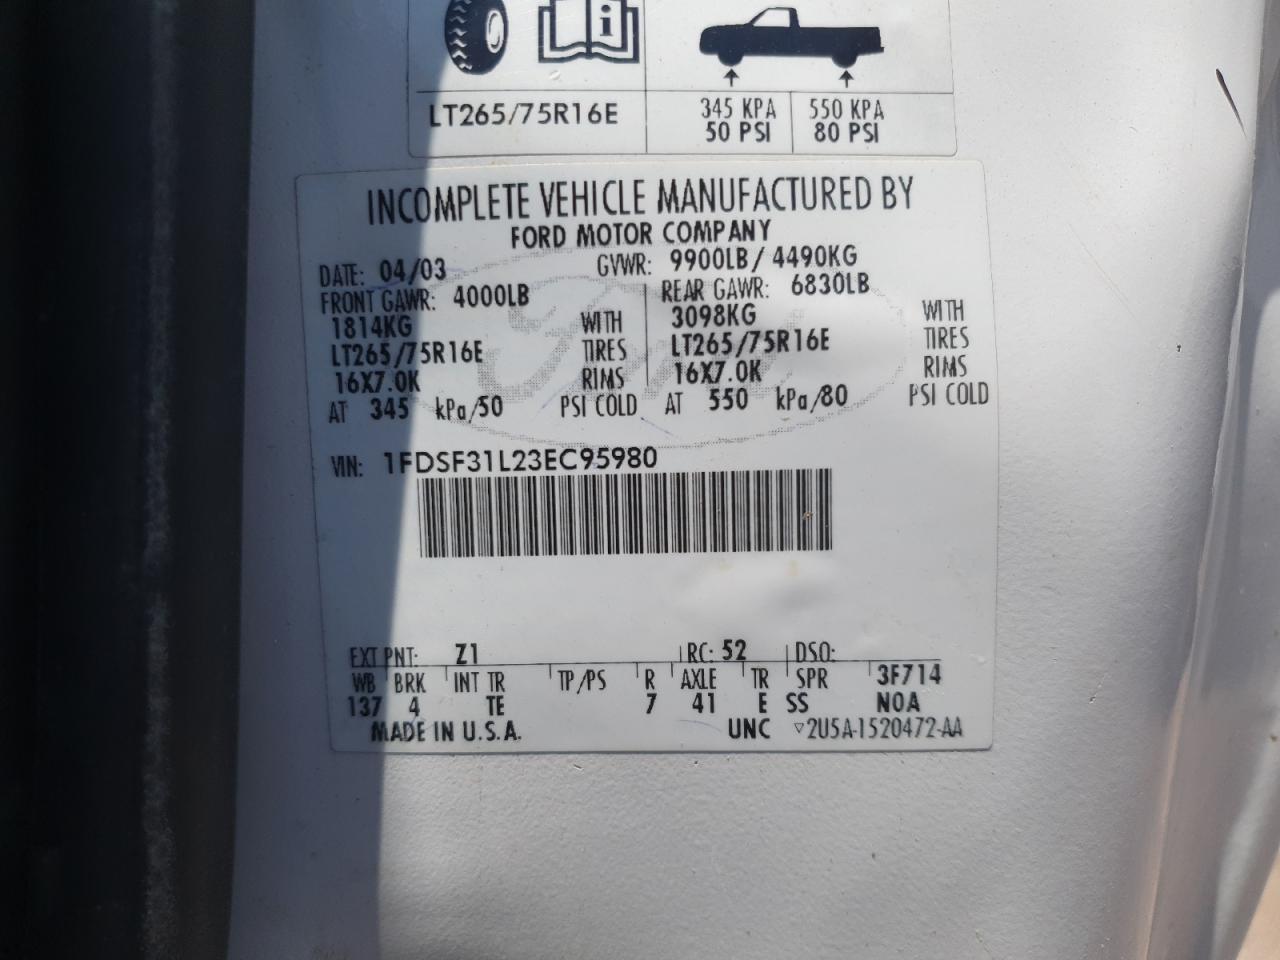 LT265/75R16E 345 KPA 50 PSI 550 KPA 80 PSI
INCOMPLETE VEHICLE MANUFACTURED BY
FORD MOTOR COMPANY
DATE: 04/03 GVWR: 9900LB/ 4490KG
FRONT GAWR: 4000LB REAR GAWR: 6830LB
1814KG WITH 3098KG WITH
LT265/75R16E TIRES LT265/75R16E TIRES
16X7.0K RIMS 16X7.0K RIMS
AT 345 kPa/50 PSI COLD AT 550 kPa/80 PSI COLD
VIN: 1FDSF31L23EC95980
EXT PNT: Z1 RC: 52 DSO:
WB BRK INT TR TP/PS R AXLE TR SPR 3F714
137 4 TE 7 41 E SS N0A
MADE IN U.S.A. UNC ▽2U5A-1520472-AA